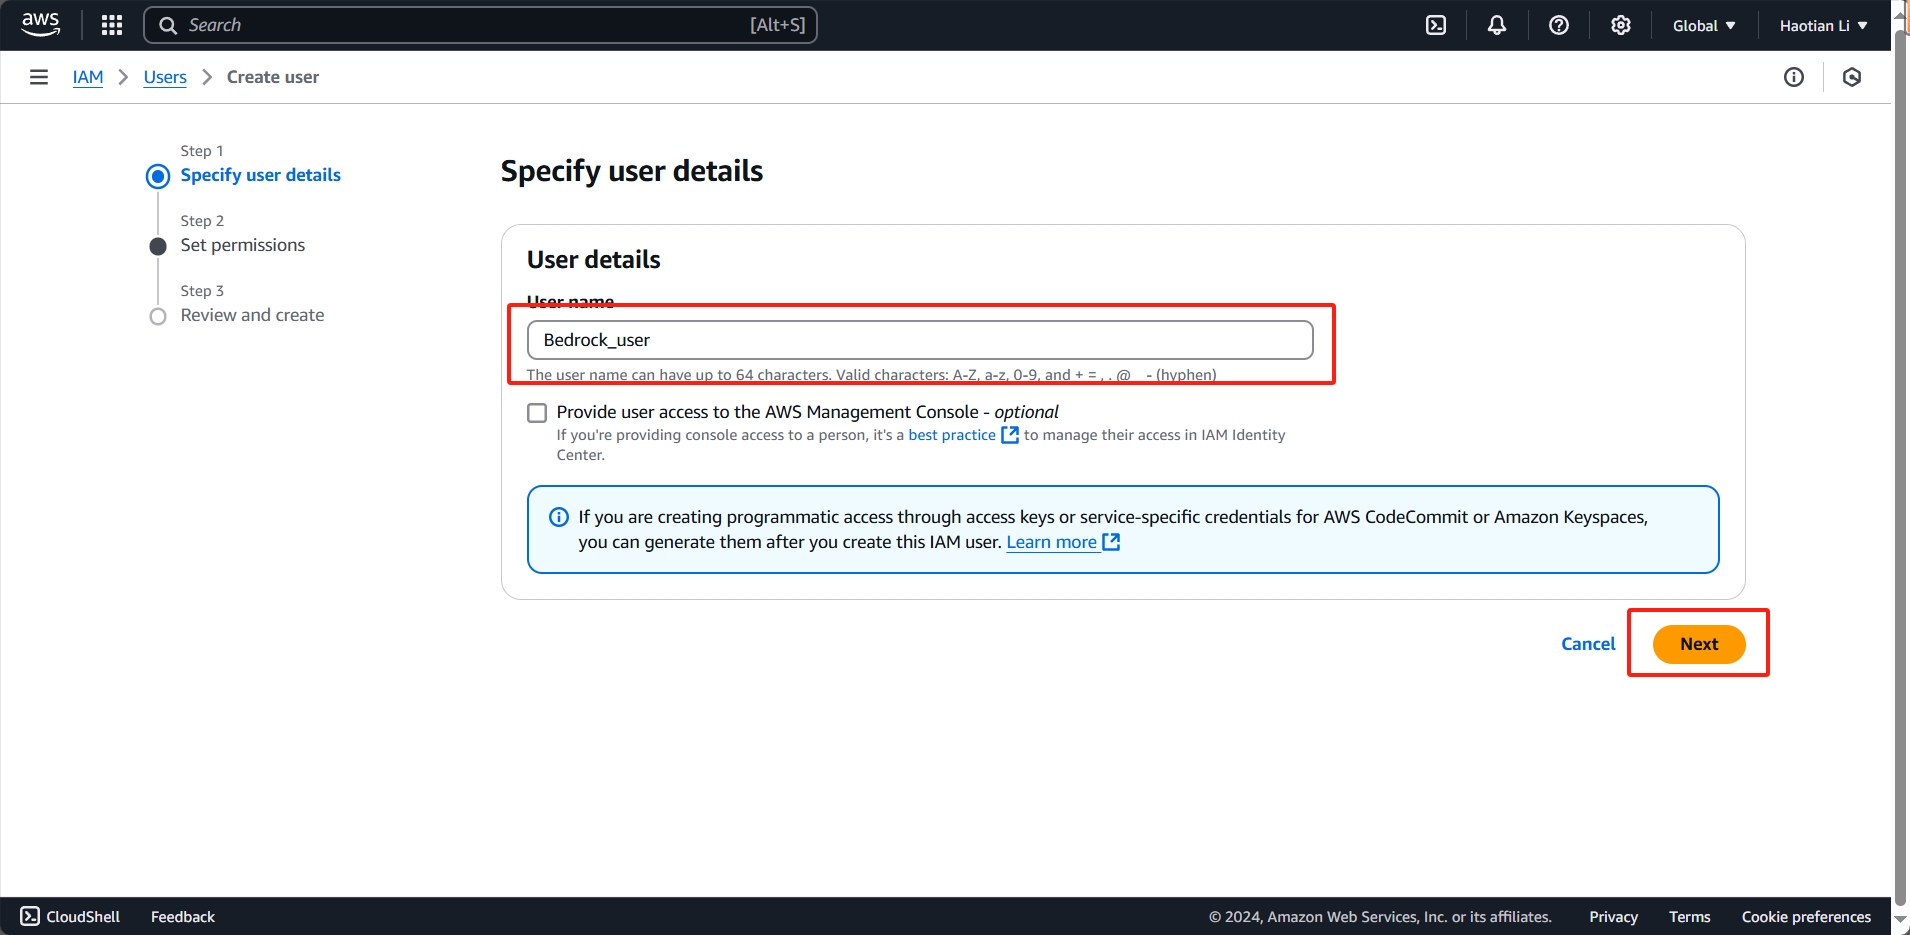 aws
Search [Alt+S]
Global
Haotian Li
IAM
Users
Create user
Step 1
Specify user details
Step 2
Set permissions
Step 3
Review and create
Specify user details
User details
User name
Bedrock_user
The user name can have up to 64 characters. Valid characters: A-Z, a-z, 0-9, and + = , . @ _ - (hyphen)
Provide user access to the AWS Management Console - optional
If you're providing console access to a person, it's a best practice to manage their access in IAM Identity
Center.
If you are creating programmatic access through access keys or service-specific credentials for AWS CodeCommit or Amazon Keyspaces,
you can generate them after you create this IAM user. Learn more
Cancel
Next
CloudShell
Feedback
© 2024, Amazon Web Services, Inc. or its affiliates.
Privacy
Terms
Cookie preferences